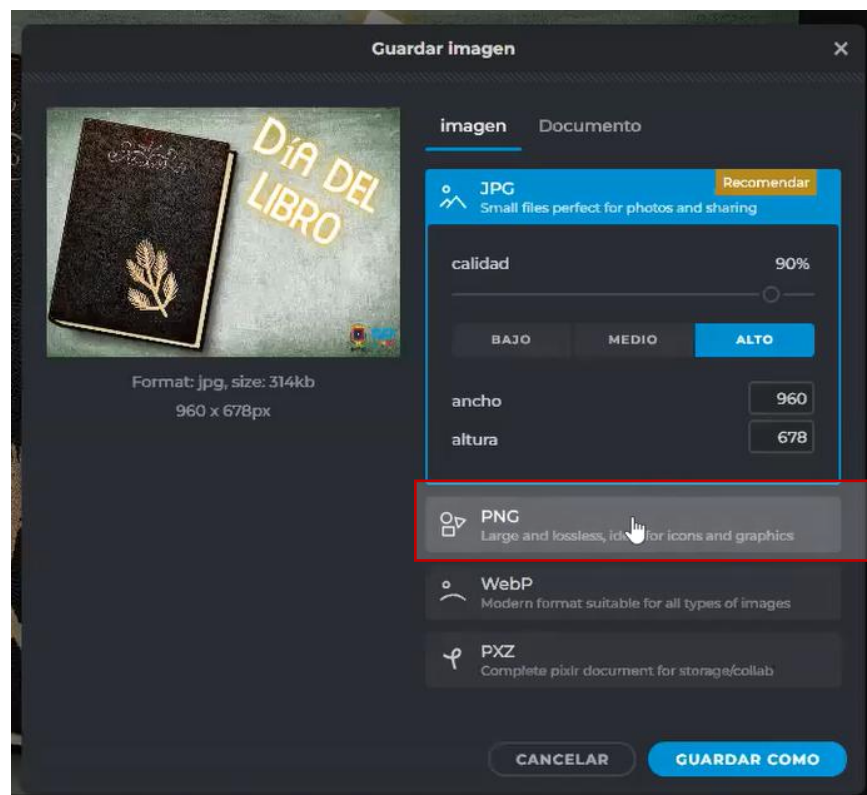 Guardar imagen
DÍA DEL
LIBRO
Format: jpg, size: 314kb
960 x 678px
imagen Documento
Recomendar
JPG
Small files perfect for photos and sharing
calidad 90%
BAJO MEDIO ALTO
ancho 960
altura 678
PNG
Large and lossless, for icons and graphics
WebP
Modern format suitable for all types of images
PXZ
Complete pixlr document for storage/collab
CANCELAR GUARDAR COMO